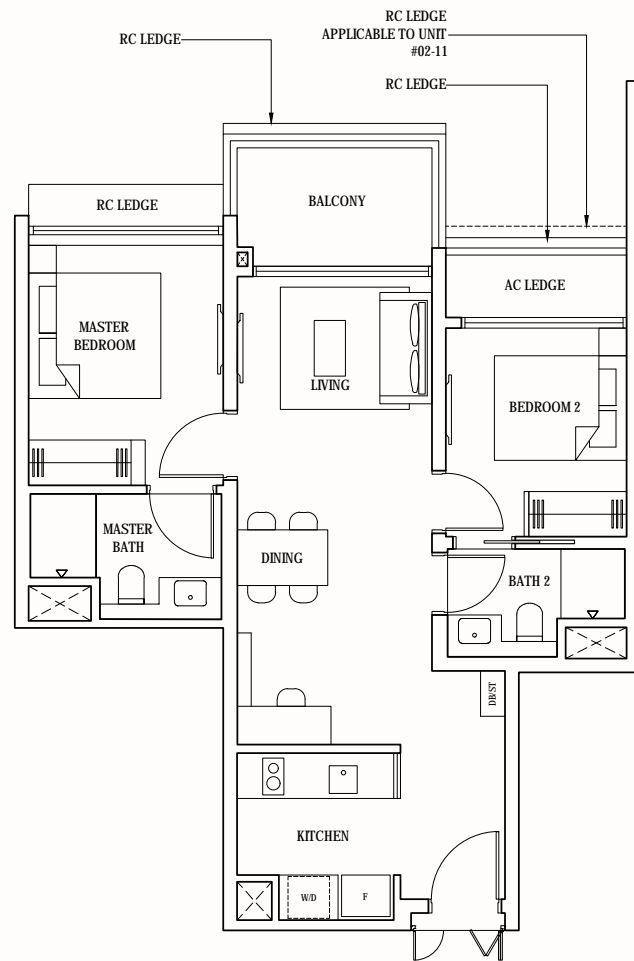 RC LEDGE
APPLICABLE TO UNIT
#02-11
RC LEDGE
RC LEDGE
RC LEDGE
BALCONY
AC LEDGE
MASTER
BEDROOM
LIVING
BEDROOM 2
MASTER
BATH
DINING
BATH 2
DB/ST
KITCHEN
W/D
F